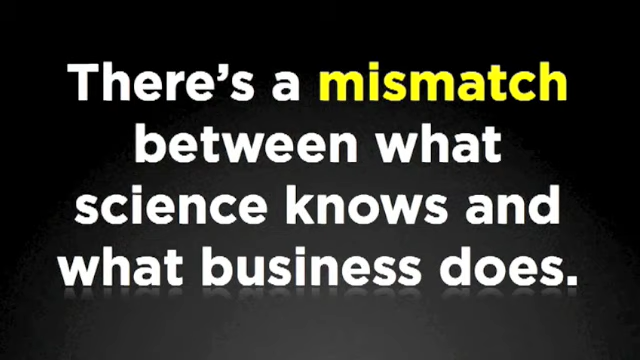 There’s a mismatch
between what
science knows and
what business does.